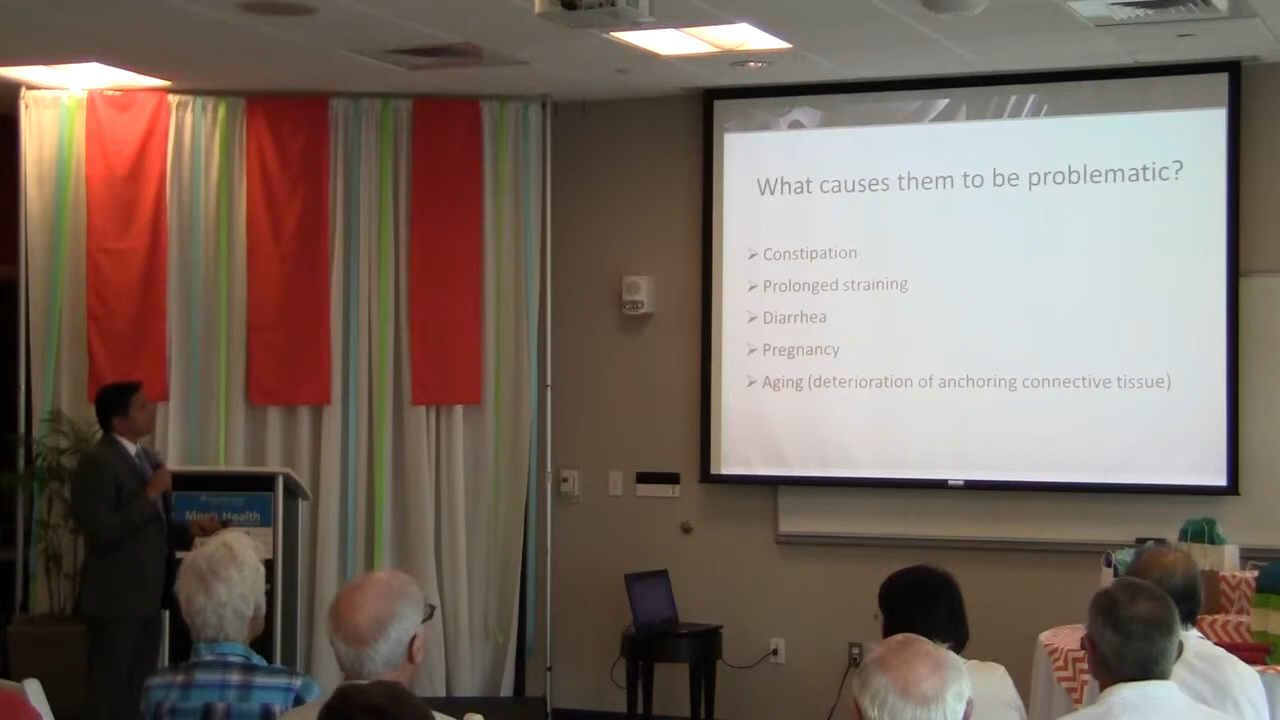 What causes them to be problematic?
Constipation
Prolonged straining
Diarrhea
Pregnancy
Aging (deterioration of anchoring connective tissue)
Men's Health